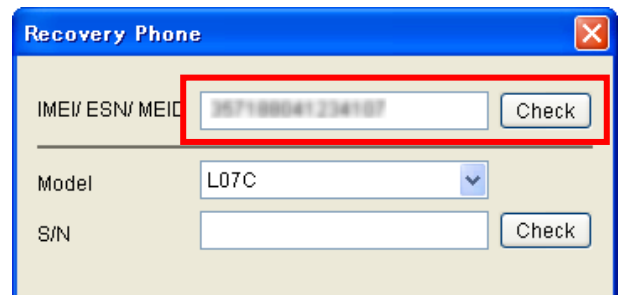 Recovery Phone
IMEI/ ESN/ MEID
Check
Model
L07C
S/N
Check